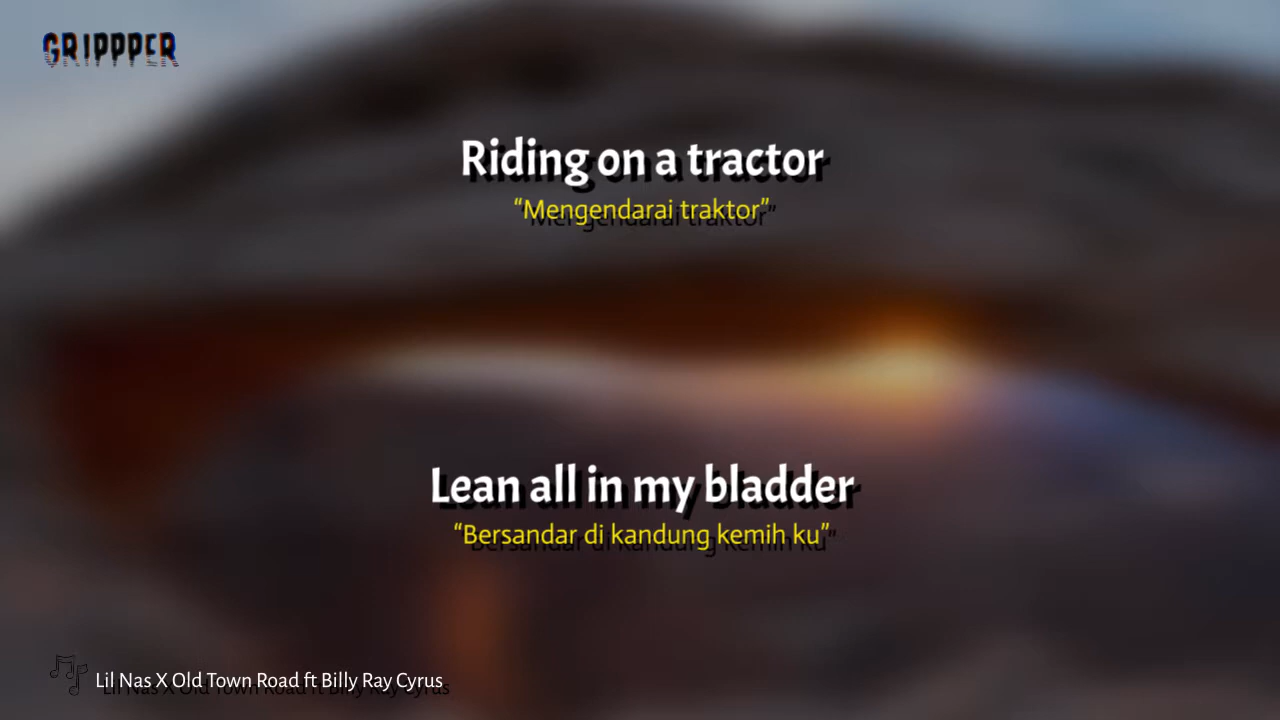 GRIPPPER
Riding on a tractor
“Mengendarai traktor”
Lean all in my bladder
“Bersandar di kandung kemih ku”
Lil Nas X Old Town Road ft Billy Ray Cyrus